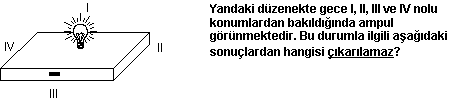 I
II
III
IV
Yandaki düzenekte gece I, II, III ve IV nolu
konumlardan bakıldığında ampul
görünmektedir. Bu durumla ilgili aşağıdaki
sonuçlardan hangisi çıkarılamaz?